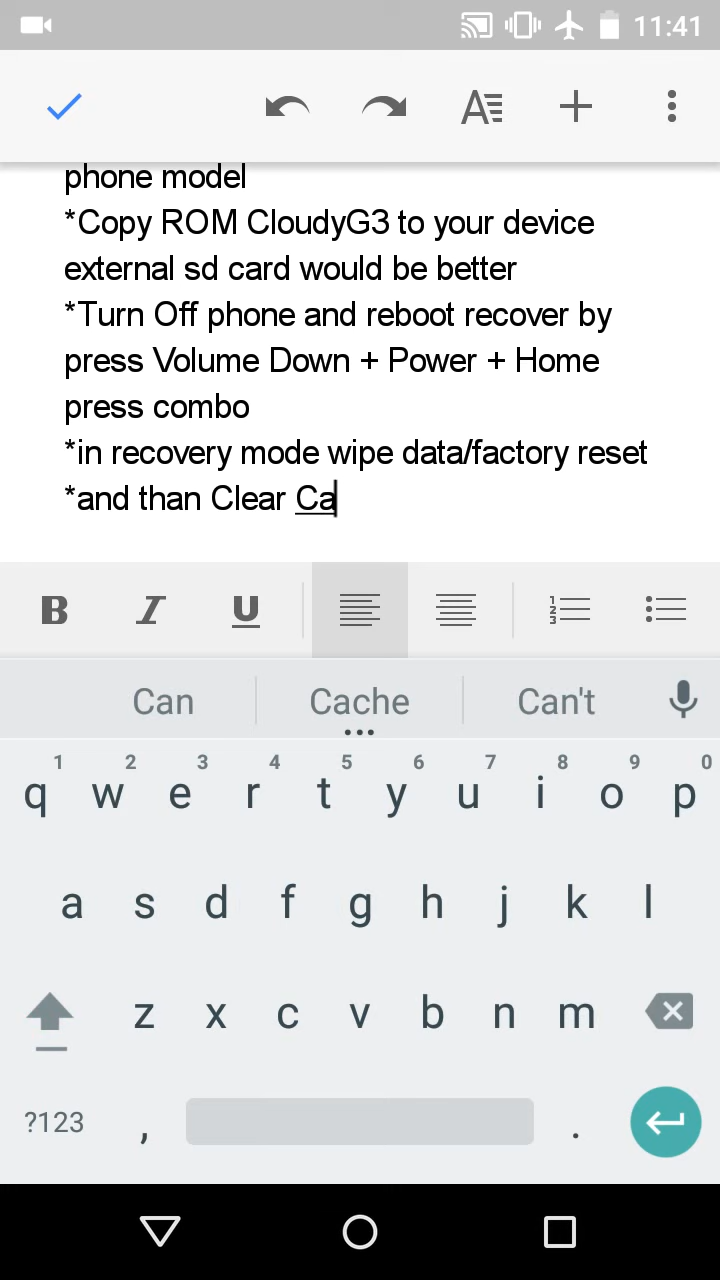 11:41
phone model
*Copy ROM CloudyG3 to your device
external sd card would be better
*Turn Off phone and reboot recover by
press Volume Down + Power + Home
press combo
*in recovery mode wipe data/factory reset
*and than Clear Ca
B I U
Can Cache Can't
1 2 3 4 5 6 7 8 9 0
q w e r t y u i o p
a s d f g h j k l
z x c v b n m
?123 , .